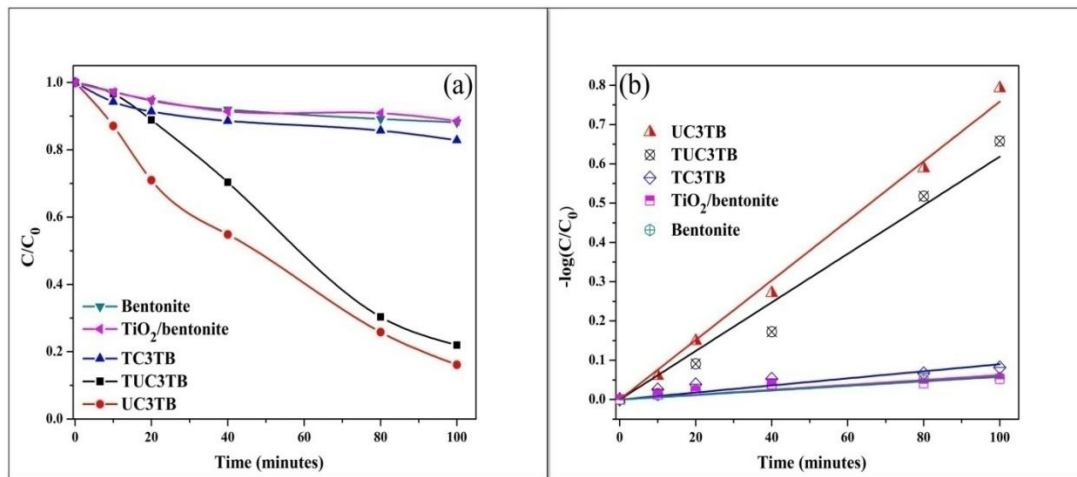 (a)
C/C0
1.0
0.8
0.6
0.4
0.2
0.0
Bentonite
TiO2/bentonite
TC3TB
TUC3TB
UC3TB
0 20 40 60 80 100
Time (minutes)
(b)
-log(C/C0)
0.8
0.7
0.6
0.5
0.4
0.3
0.2
0.1
0.0
UC3TB
TUC3TB
TC3TB
TiO2/bentonite
Bentonite
0 20 40 60 80 100
Time (minutes)